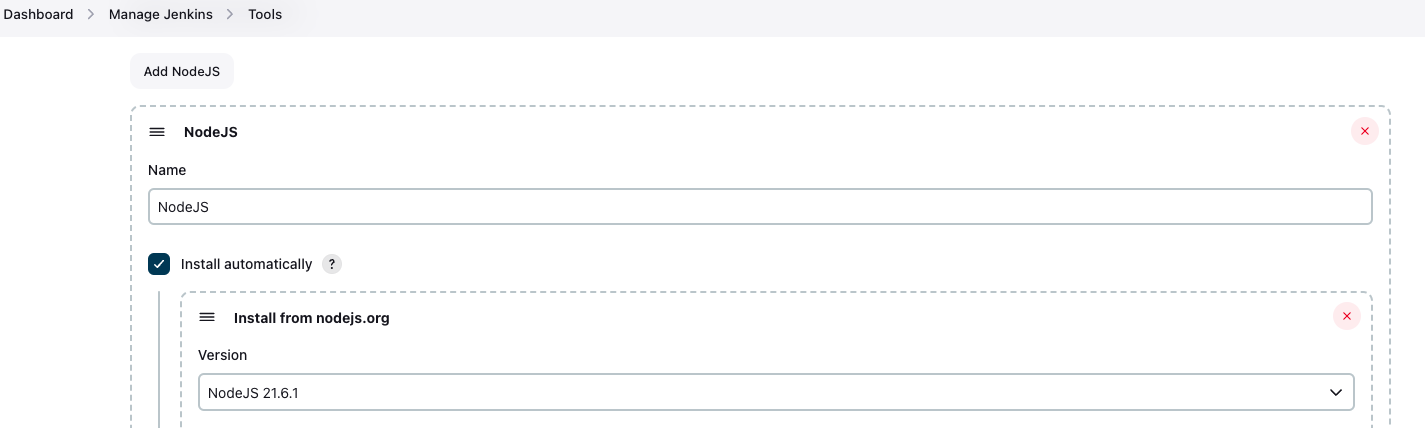 Dashboard > Manage Jenkins > Tools
Add NodeJS
NodeJS
Name
NodeJS
Install automatically ?
Install from nodejs.org
Version
NodeJS 21.6.1